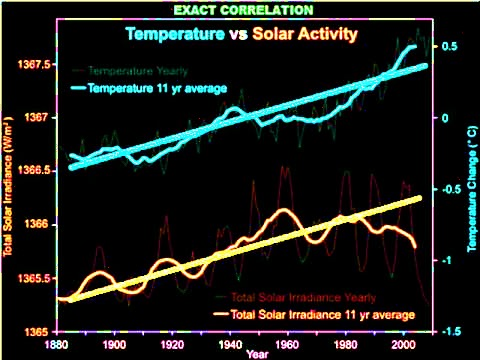 EXACT CORRELATION
Temperature vs Solar Activity
Temperature Yearly
Temperature 11 yr average
Total Solar Irradiance Yearly
Total Solar Irradiance 11 yr average
Total Solar Irradiance (W/m²)
1367.5
1367
1366.5
1366
1365.5
1365
Temperature Change (°C)
0.5
0
-0.5
-1
-1.5
1880 1900 1920 1940 1960 1980 2000
Year